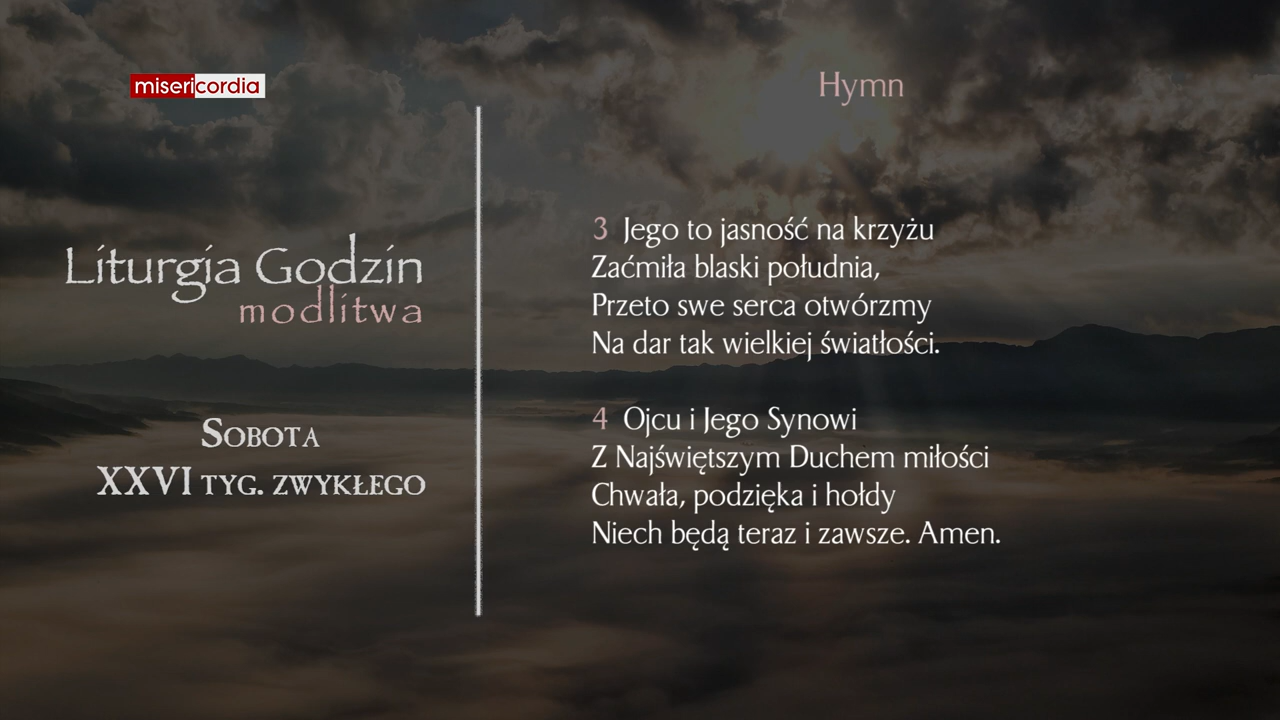 misericordia
Liturgia Godzin
modlitwa
Sobota
XXVI tyg. zwykłego
Hymn
3 Jego to jasność na krzyżu
Zaćmiła blaski południa,
Przeto swe serca otwórzmy
Na dar tak wielkiej światłości.
4 Ojcu i Jego Synowi
Z Najświętszym Duchem miłości
Chwała, podzięka i hołdy
Niech będą teraz i zawsze. Amen.